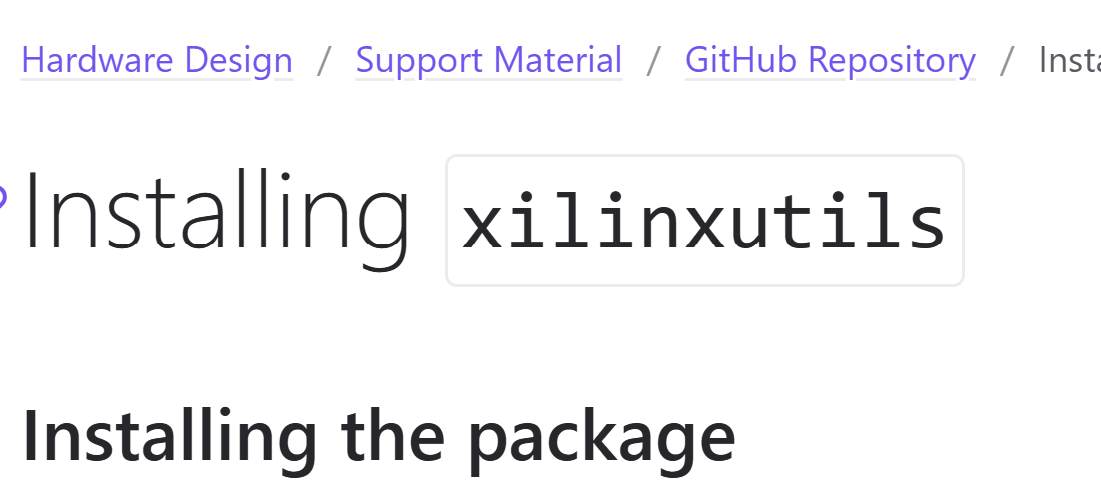 Hardware Design / Support Material / GitHub Repository /
Installing xilinxutils
Installing the package